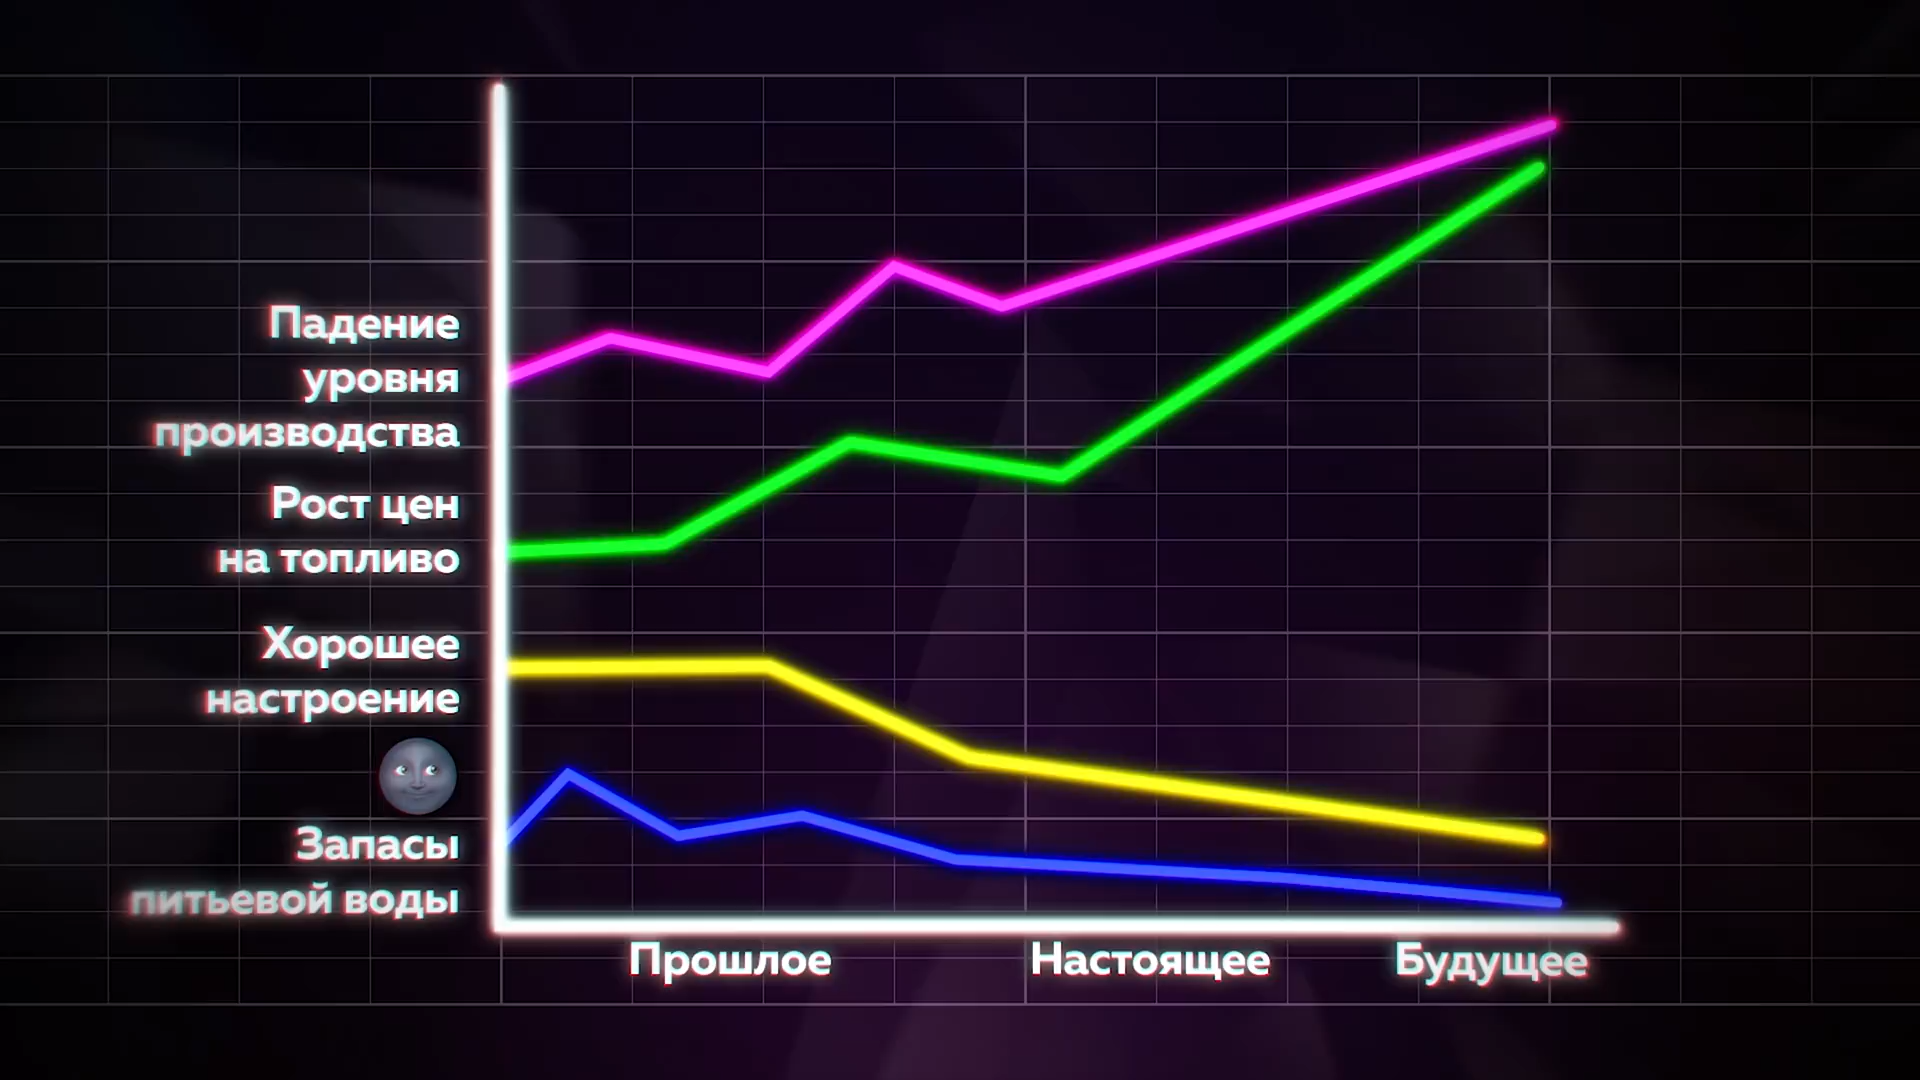 Падение
уровня
производства
Рост цен
на топливо
Хорошее
настроение
Запасы
питьевой воды
Прошлое
Настоящее
Будущее